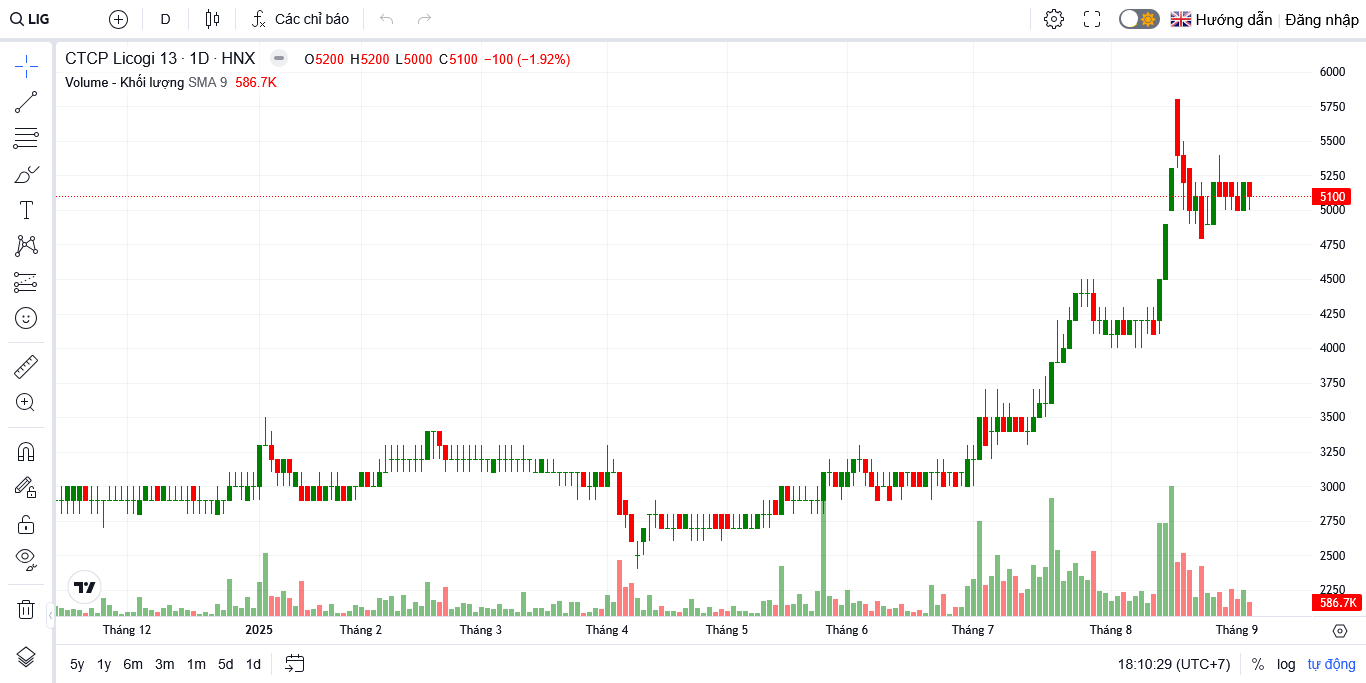 LIG D Các chỉ báo Hướng dẫn Đăng nhập
CTCP Licogi 13 · 1D · HNX O5200 H5200 L5000 C5100 −100 (−1.92%)
Volume - Khối lượng SMA 9 586.7K
6000
5750
5500
5250
5100
5000
4750
4500
4250
4000
3750
3500
3250
3000
2750
2500
2250
586.7K
Tháng 12 2025 Tháng 2 Tháng 3 Tháng 4 Tháng 5 Tháng 6 Tháng 7 Tháng 8 Tháng 9
5y 1y 6m 3m 1m 5d 1d 18:10:29 (UTC+7) % log tự động